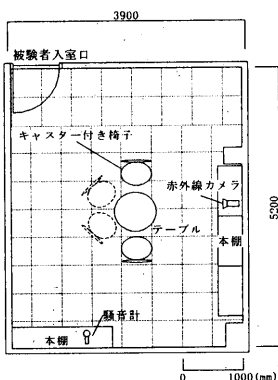 3900
被験者入室口
キャスター付き椅子
赤外線カメラ
テーブル
本棚
5200
騒音計
本棚
0 1000(mm)